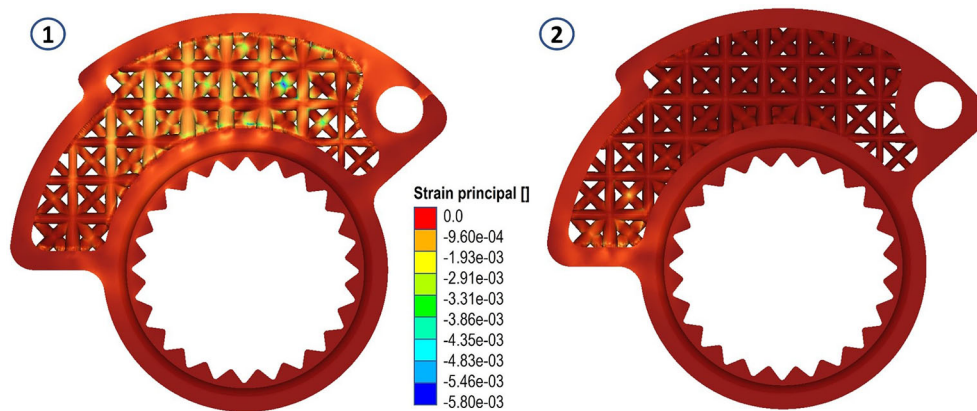 1
2
Strain principal []
0.0
-9.60e-04
-1.93e-03
-2.91e-03
-3.31e-03
-3.86e-03
-4.35e-03
-4.83e-03
-5.46e-03
-5.80e-03